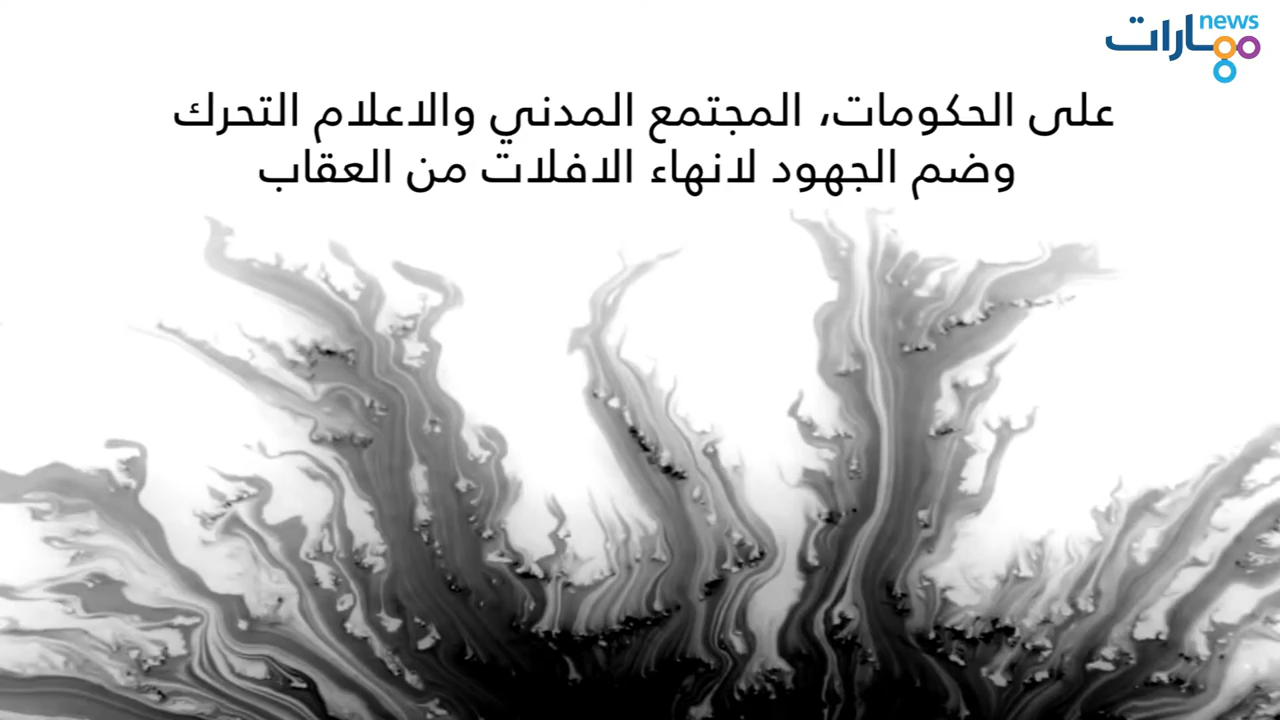 news
مهارات
على الحكومات، المجتمع المدني والاعلام التحرك
وضم الجهود لانهاء الافلات من العقاب